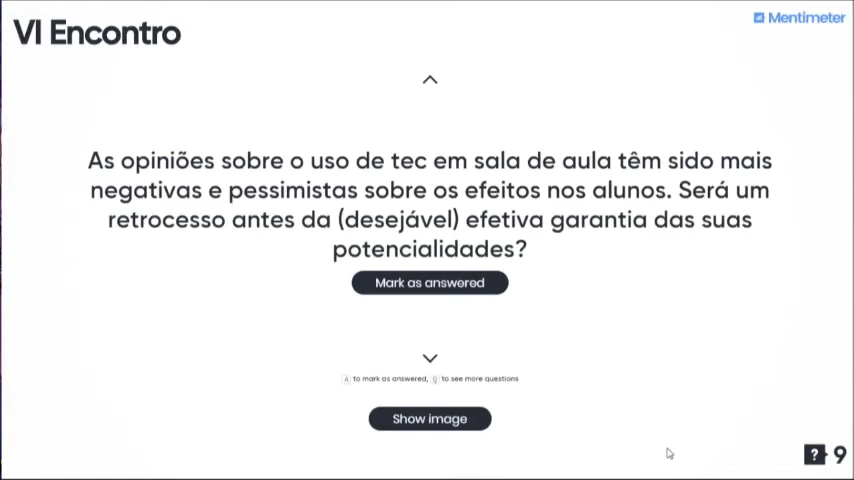 VI Encontro
Mentimeter
As opiniões sobre o uso de tec em sala de aula têm sido mais
negativas e pessimistas sobre os efeitos nos alunos. Será um
retrocesso antes da (desejável) efetiva garantia das suas
potencialidades?
Mark as answered
A to mark as answered, Q to see more questions
Show image
? 9